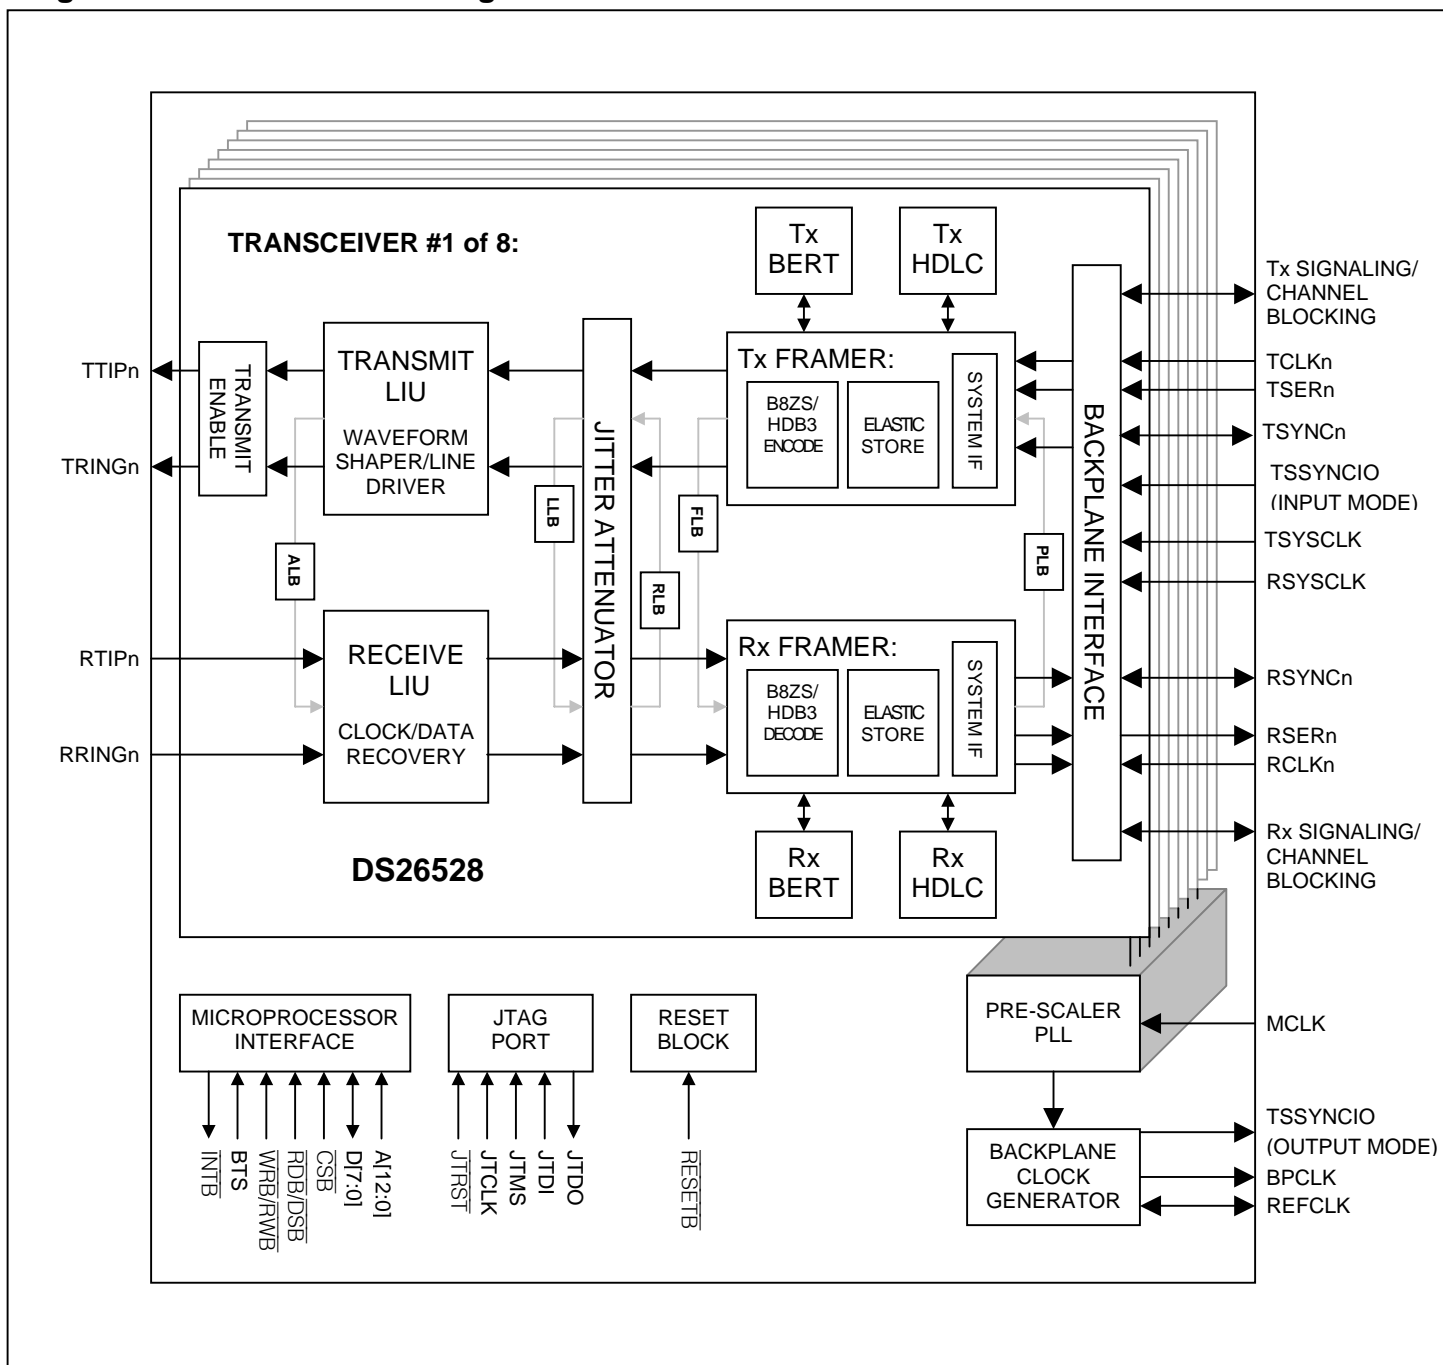 TRANSCEIVER #1 of 8:
Tx
BERT
Tx
HDLC
Tx SIGNALING/
CHANNEL
BLOCKING
TTIPn
TRINGn
TRANSMIT
ENABLE
TRANSMIT
LIU
WAVEFORM
SHAPER/LINE
DRIVER
JITTER ATTENUATOR
Tx FRAMER:
B8ZS/
HDB3
ENCODE
ELASTIC
STORE
SYSTEM IF
BACKPLANE INTERFACE
TCLKn
TSERn
TSYNCn
TSSYNCIO
(INPUT MODE)
TSYSCLK
RSYSCLK
ALB
LLB
RLB
FLB
PLB
RTIPn
RRINGn
RECEIVE
LIU
CLOCK/DATA
RECOVERY
Rx FRAMER:
B8ZS/
HDB3
DECODE
ELASTIC
STORE
SYSTEM IF
RSYNCn
RSERn
RCLKn
Rx SIGNALING/
CHANNEL
BLOCKING
DS26528
Rx
BERT
Rx
HDLC
MICROPROCESSOR
INTERFACE
JTAG
PORT
RESET
BLOCK
PRE-SCALER
PLL
MCLK
INTB
BTS
WRB/RWB
RDB/DSB
CSB
D[7:0]
A[12:0]
JTRST
JTCLK
JTMS
JTDI
JTDO
RESETB
BACKPLANE
CLOCK
GENERATOR
TSSYNCIO
(OUTPUT MODE)
BPCLK
REFCLK